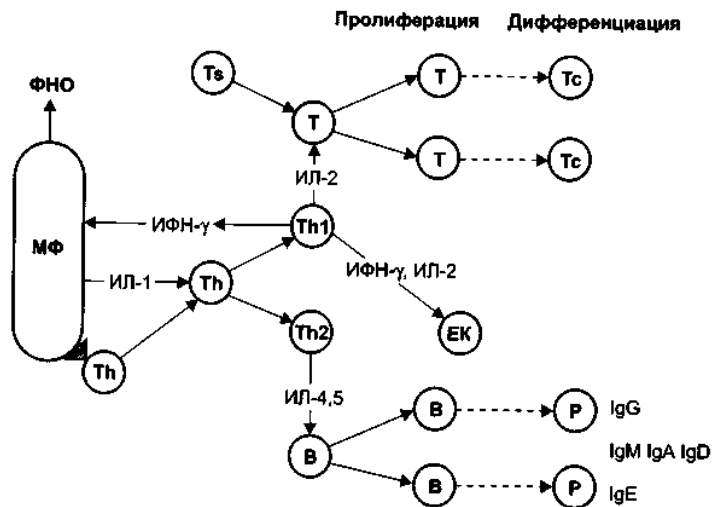 Пролиферация Дифференциация
Ts T Tc
ФНО
T
T Tc
ИЛ-2
ИФН-γ Th1
МФ
ИФН-γ, ИЛ-2
ИЛ-1 Th
Th2 ЕК
Th
ИЛ-4,5
B P IgG
IgM IgA IgD
B
B P IgE